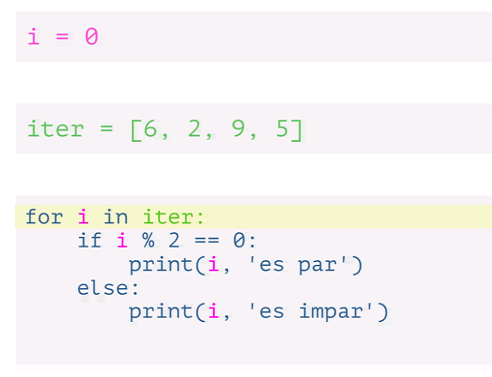 i = 0
iter = [6, 2, 9, 5]
for i in iter:
    if i % 2 == 0:
        print(i, 'es par')
    else:
        print(i, 'es impar')